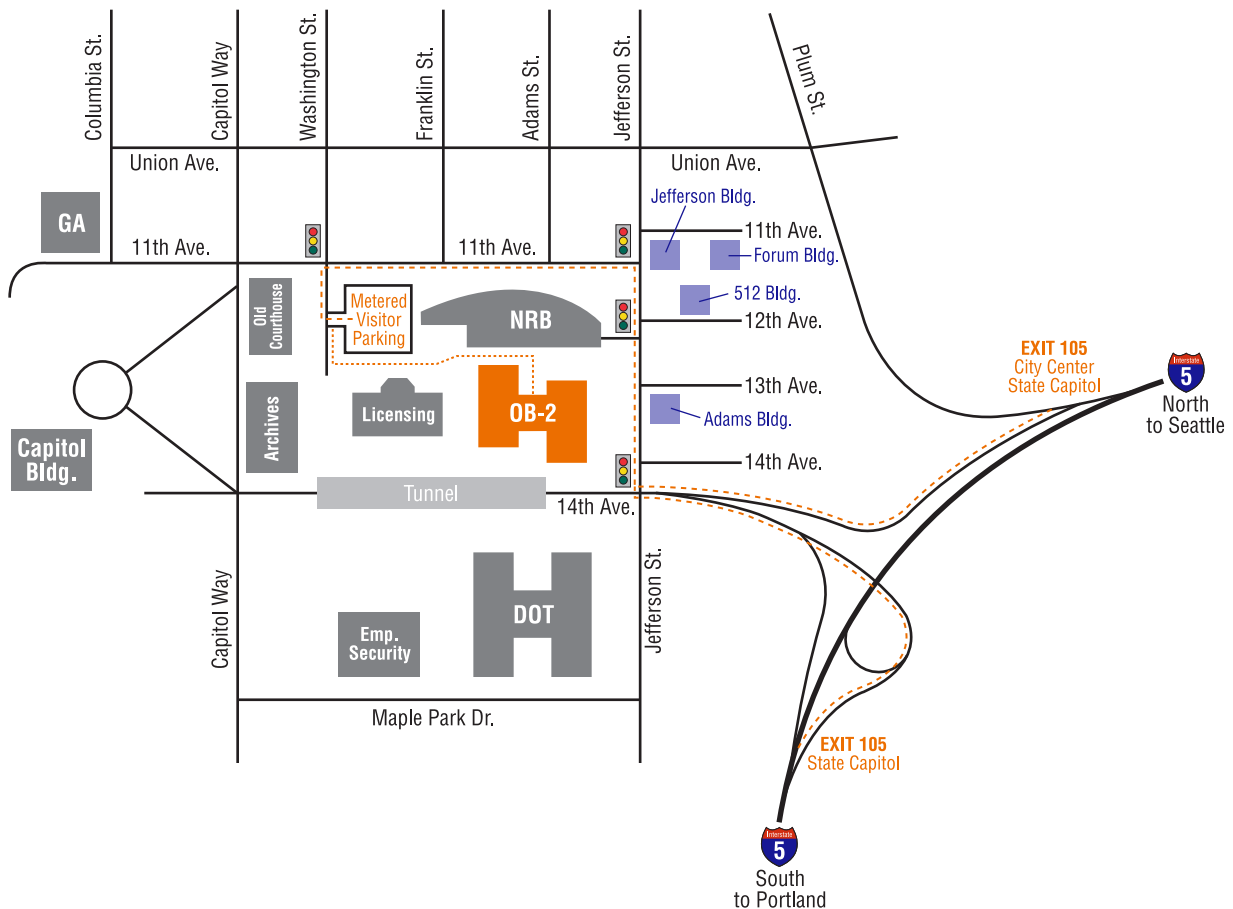 Columbia St.
Capitol Way
Washington St.
Franklin St.
Adams St.
Jefferson St.
Plum St.
Union Ave.
Union Ave.
Jefferson Bldg.
GA
11th Ave.
11th Ave.
11th Ave.
Forum Bldg.
Old
Courthouse
Metered
Visitor
Parking
NRB
512 Bldg.
12th Ave.
EXIT 105
City Center
State Capitol
Interstate
5
North
to Seattle
13th Ave.
Archives
Licensing
OB-2
Adams Bldg.
Capitol
Bldg.
14th Ave.
Tunnel
14th Ave.
Capitol Way
Emp.
Security
DOT
Jefferson St.
Maple Park Dr.
EXIT 105
State Capitol
Interstate
5
South
to Portland